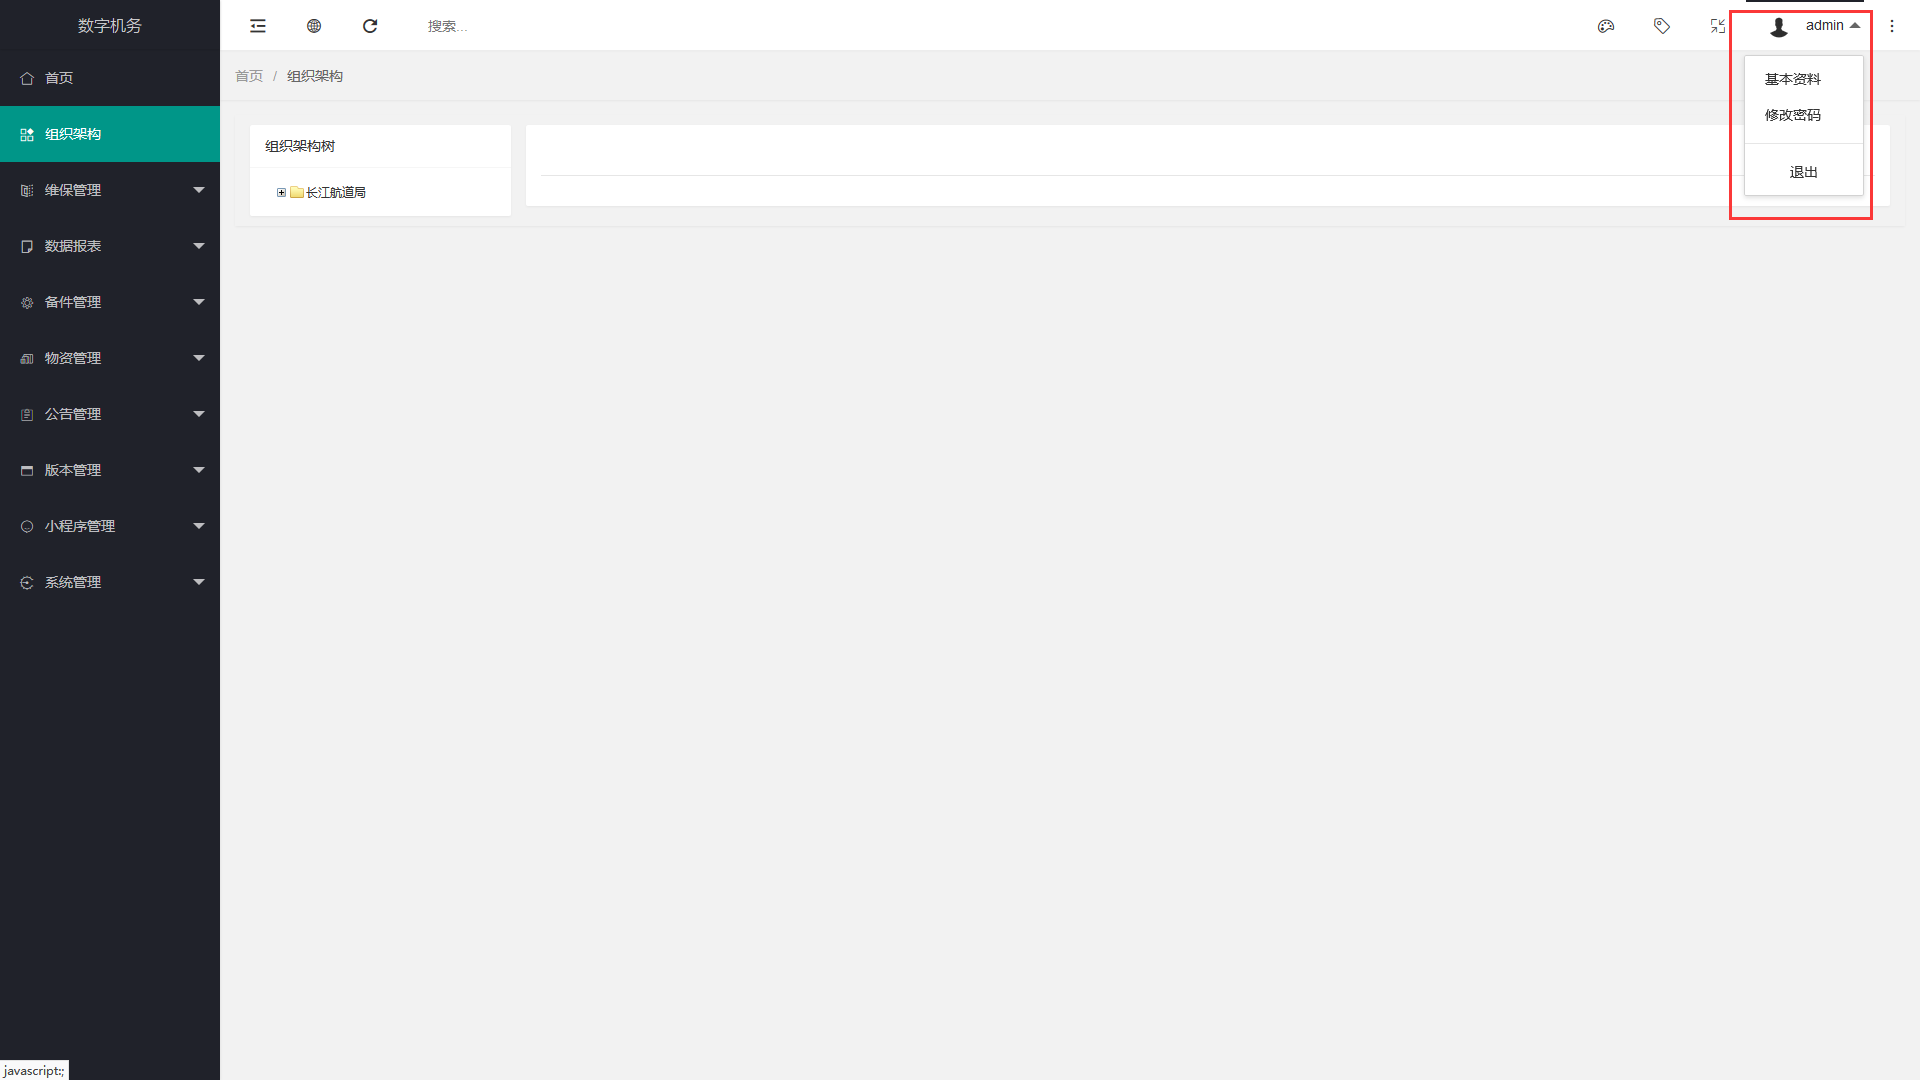 数字机务
搜索...
admin
首页
组织架构
维保管理
数据报表
备件管理
物资管理
公告管理
版本管理
小程序管理
系统管理
首页 / 组织架构
基本资料
修改密码
退出
组织架构树
长江航道局
javascript:;